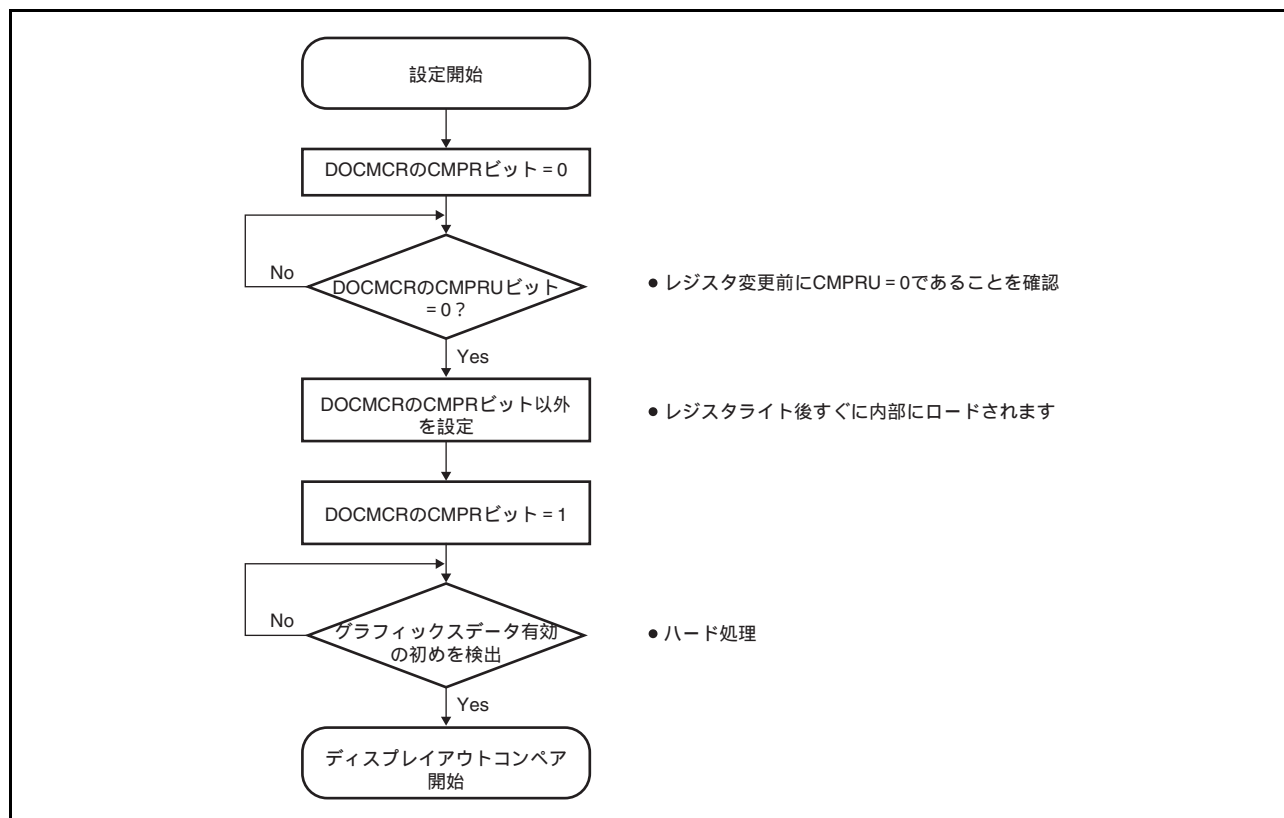 設定開始
DOCMCRのCMPRビット = 0
No
DOCMCRのCMPRUビット
= 0 ?
● レジスタ変更前にCMPRU = 0であることを確認
Yes
DOCMCRのCMPRビット以外
を設定
● レジスタライト後すぐに内部にロードされます
DOCMCRのCMPRビット = 1
No
グラフィックスデータ有効
の初めを検出
● ハード処理
Yes
ディスプレイアウトコンペア
開始